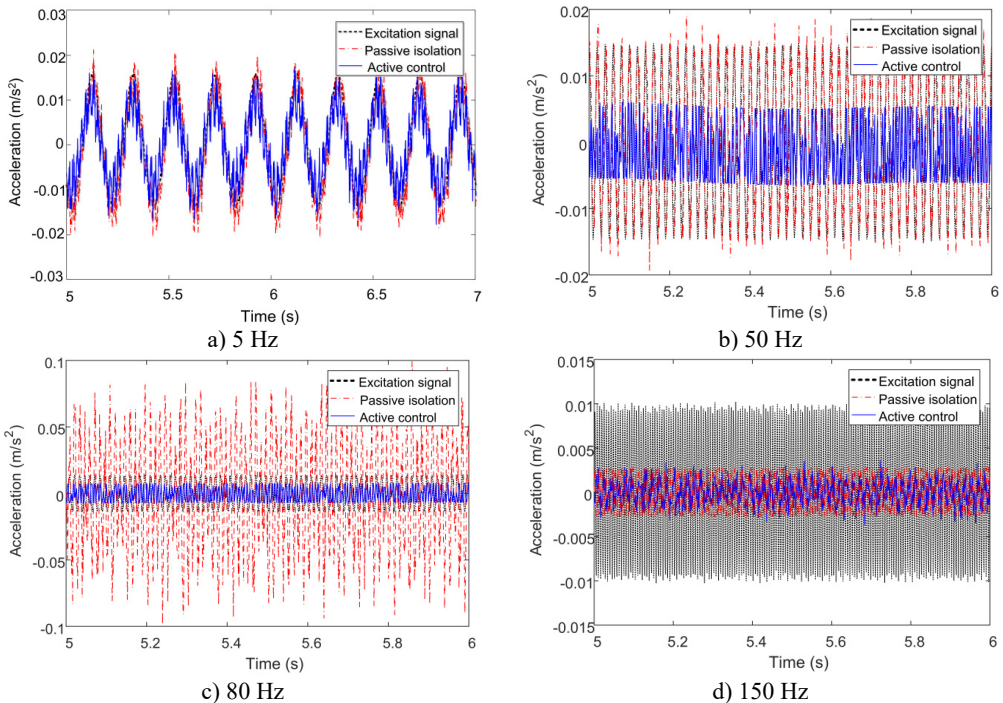 0.03
0.02
0.01
0
-0.01
-0.02
-0.03
Acceleration (m/s²)
Excitation signal
Passive isolation
Active control
5 5.5 6 6.5 7
Time (s)
a) 5 Hz
0.02
0.01
0
-0.01
-0.02
Acceleration (m/s²)
Excitation signal
Passive isolation
Active control
5 5.2 5.4 5.6 5.8 6
Time (s)
b) 50 Hz
0.1
0.05
0
-0.05
-0.1
Acceleration (m/s²)
Excitation signal
Passive isolation
Active control
5 5.2 5.4 5.6 5.8 6
Time (s)
c) 80 Hz
0.015
0.01
0.005
0
-0.005
-0.01
-0.015
Acceleration (m/s²)
Excitation signal
Passive isolation
Active control
5 5.2 5.4 5.6 5.8 6
Time (s)
d) 150 Hz